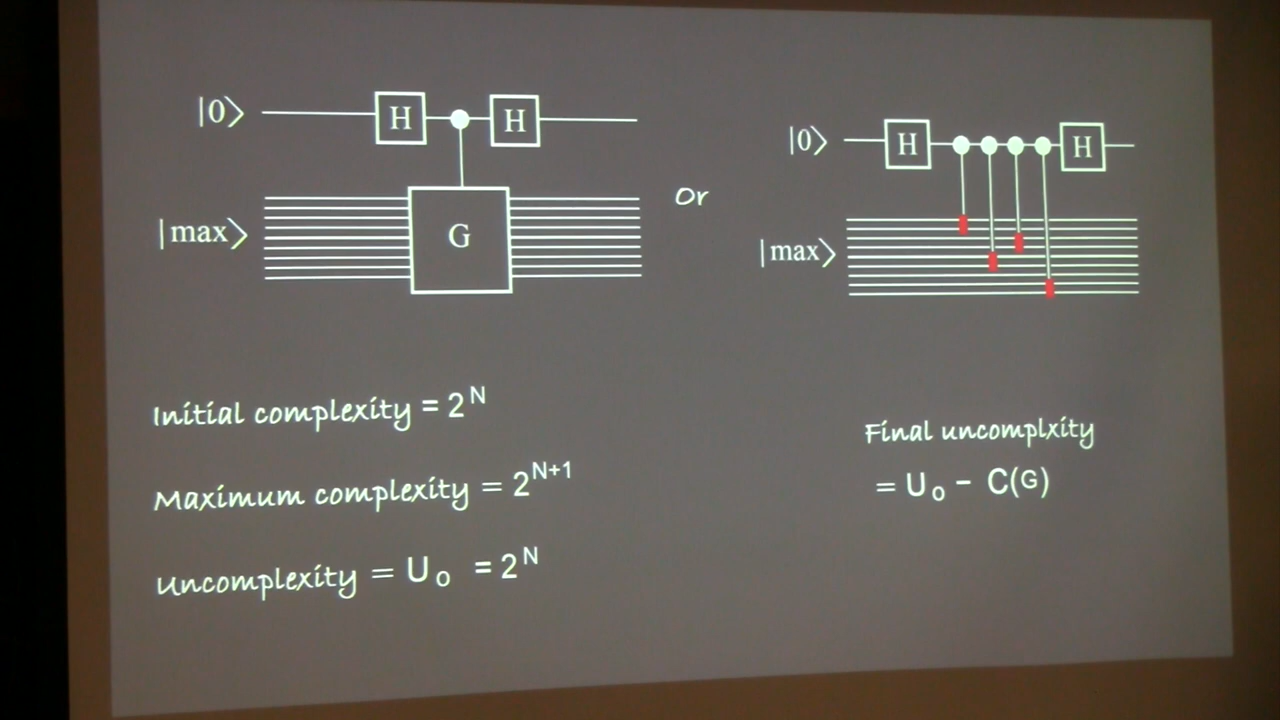 |0⟩ H H
|max⟩ G
Or
|0⟩ H H
|max⟩
Initial complexity = 2^N
Maximum complexity = 2^N+1
Uncomplexity = U₀ = 2^N
Final uncomplxity
= U₀ – C(G)